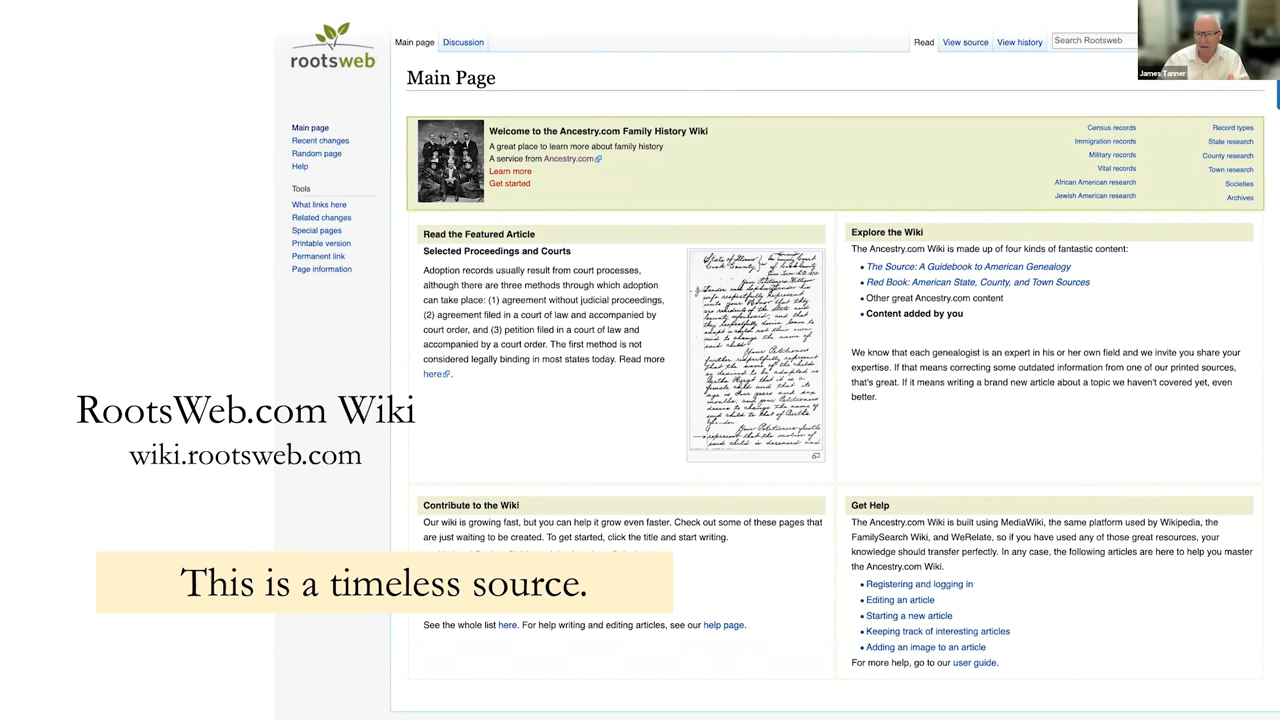 rootsweb
Main page
Discussion
Read
View source
View history
Search Rootsweb
James Tanner
Main Page
Main page
Recent changes
Random page
Help
Tools
What links here
Related changes
Special pages
Printable version
Permanent link
Page information
Welcome to the Ancestry.com Family History Wiki
A great place to learn more about family history
A service from Ancestry.com
Learn more
Get started
Census records
Immigration records
Military records
Vital records
African American research
Jewish American research
Record types
State research
County research
Town research
Societies
Archives
Read the Featured Article
Selected Proceedings and Courts
Adoption records usually result from court processes,
although there are three methods through which adoption
can take place: (1) agreement without judicial proceedings,
(2) agreement filed in a court of law and accompanied by
court order, and (3) petition filed in a court of law and
accompanied by a court order. The first method is not
considered legally binding in most states today. Read more
here.
Explore the Wiki
The Ancestry.com Wiki is made up of four kinds of fantastic content:
• The Source: A Guidebook to American Genealogy
• Red Book: American State, County, and Town Sources
• Other great Ancestry.com content
• Content added by you
We know that each genealogist is an expert in his or her own field and we invite you share your
expertise. If that means correcting some outdated information from one of our printed sources,
that's great. If it means writing a brand new article about a topic we haven't covered yet, even
better.
RootsWeb.com Wiki
wiki.rootsweb.com
Contribute to the Wiki
Our wiki is growing fast, but you can help it grow even faster. Check out some of these pages that
are just waiting to be created. To get started, click the title and start writing.
This is a timeless source.
See the whole list here. For help writing and editing articles, see our help page.
Get Help
The Ancestry.com Wiki is built using MediaWiki, the same platform used by Wikipedia, the
FamilySearch Wiki, and WeRelate, so if you have used any of those great resources, your
knowledge should transfer perfectly. In any case, the following articles are here to help you master
the Ancestry.com Wiki.
• Registering and logging in
• Editing an article
• Starting a new article
• Keeping track of interesting articles
• Adding an image to an article
For more help, go to our user guide.